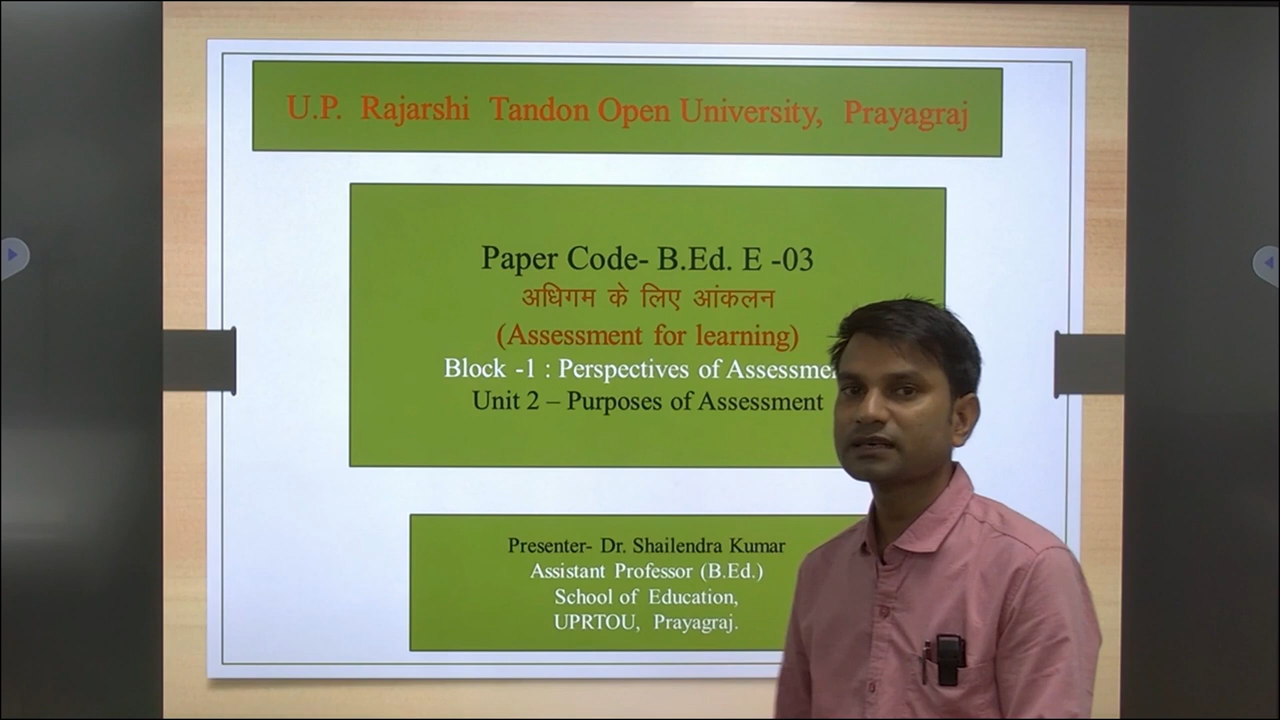 U.P. Rajarshi Tandon Open University, Prayagraj
Paper Code- B.Ed. E -03
अधिगम के लिए आंकलन
(Assessment for learning)
Block -1 : Perspectives of Assessmen
Unit 2 – Purposes of Assessment
Presenter- Dr. Shailendra Kumar
Assistant Professor (B.Ed.)
School of Education,
UPRTOU, Prayagraj.